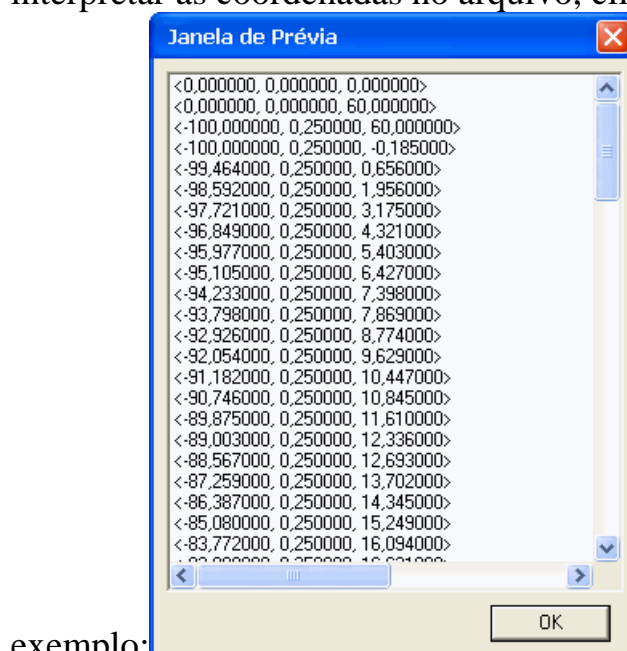 interpretar as coordenadas no arquivo,
Janela de Prévia
<0,000000, 0,000000, 0,000000>
<0,000000, 0,000000, 60,000000>
<-100,000000, 0,250000, 60,000000>
<-100,000000, 0,250000, -0,185000>
<-99,464000, 0,250000, 0,656000>
<-98,592000, 0,250000, 1,956000>
<-97,721000, 0,250000, 3,175000>
<-96,849000, 0,250000, 4,321000>
<-95,977000, 0,250000, 5,403000>
<-95,105000, 0,250000, 6,427000>
<-94,233000, 0,250000, 7,398000>
<-93,798000, 0,250000, 7,869000>
<-92,926000, 0,250000, 8,774000>
<-92,054000, 0,250000, 9,629000>
<-91,182000, 0,250000, 10,447000>
<-90,746000, 0,250000, 10,845000>
<-89,875000, 0,250000, 11,610000>
<-89,003000, 0,250000, 12,336000>
<-88,567000, 0,250000, 12,693000>
<-87,259000, 0,250000, 13,702000>
<-86,387000, 0,250000, 14,345000>
<-85,080000, 0,250000, 15,249000>
<-83,772000, 0,250000, 16,094000>
OK
exemplo: